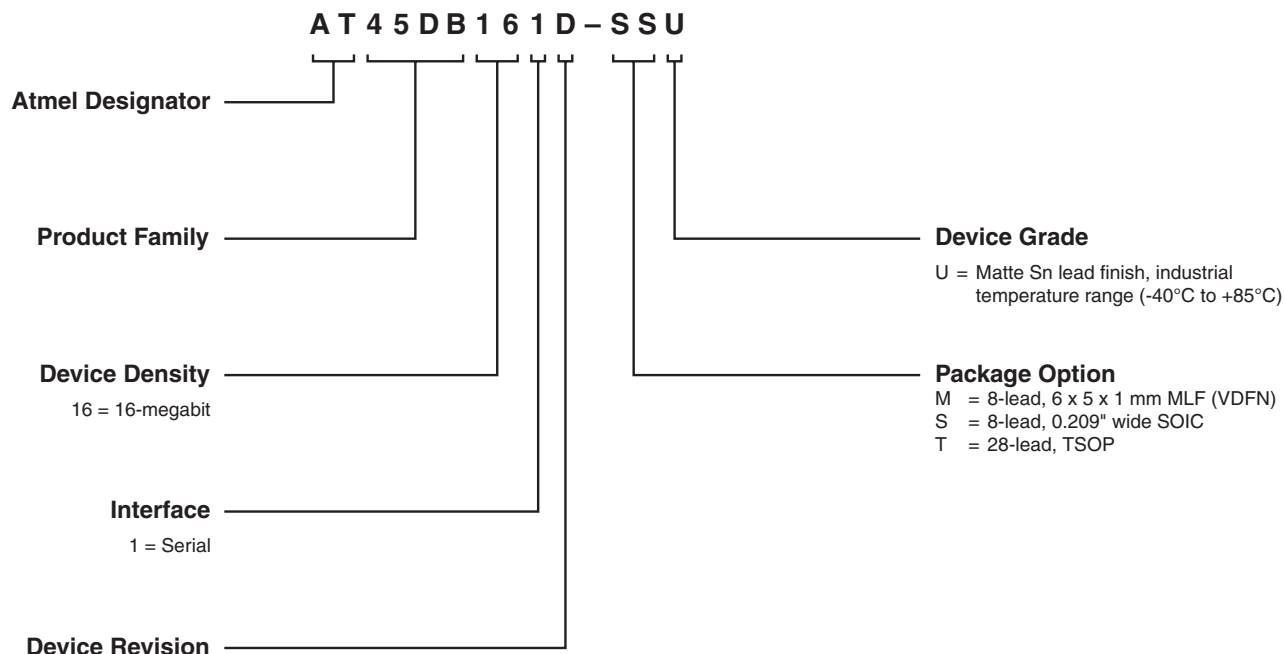 AT45DB161D–SSU
Atmel Designator
Product Family
Device Density
16 = 16-megabit
Interface
1 = Serial
Device Revision
Device Grade
U = Matte Sn lead finish, industrial
temperature range (-40°C to +85°C)
Package Option
M = 8-lead, 6 x 5 x 1 mm MLF (VDFN)
S = 8-lead, 0.209" wide SOIC
T = 28-lead, TSOP